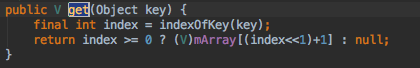 public V get(Object key) {
    final int index = indexOfKey(key);
    return index >= 0 ? (V)mArray[(index<<1)+1] : null;
}